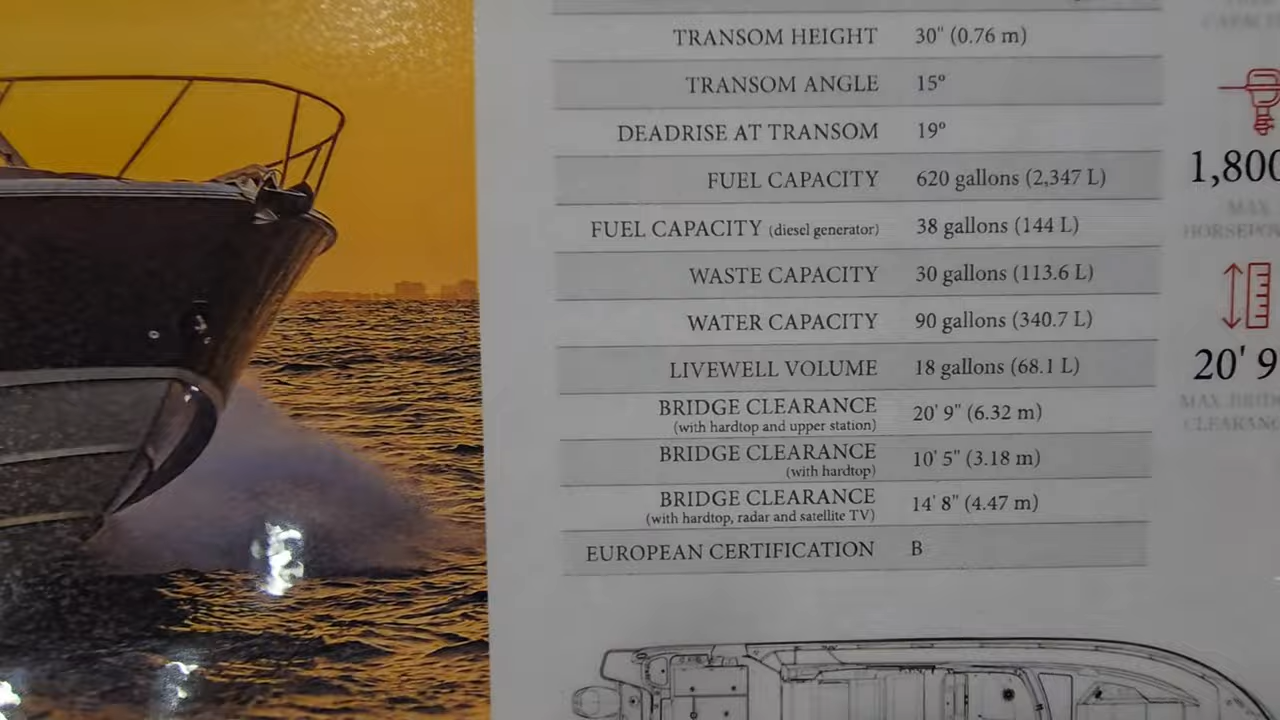 TRANSOM HEIGHT 30" (0.76 m)
TRANSOM ANGLE 15º
DEADRISE AT TRANSOM 19º
FUEL CAPACITY 620 gallons (2,347 L)
FUEL CAPACITY (diesel generator) 38 gallons (144 L)
WASTE CAPACITY 30 gallons (113.6 L)
WATER CAPACITY 90 gallons (340.7 L)
LIVEWELL VOLUME 18 gallons (68.1 L)
BRIDGE CLEARANCE 20' 9" (6.32 m)
(with hardtop and upper station)
BRIDGE CLEARANCE 10' 5" (3.18 m)
(with hardtop)
BRIDGE CLEARANCE 14' 8" (4.47 m)
(with hardtop, radar and satellite TV)
EUROPEAN CERTIFICATION B
1,800
MAX
20' 9
MAX BRID
CLEARANC